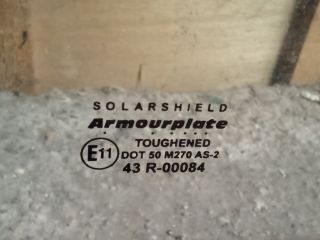 SOLARSHIELD
Armourplate
TOUGHENED
E11 DOT 50 M270 AS-2
43 R-00084